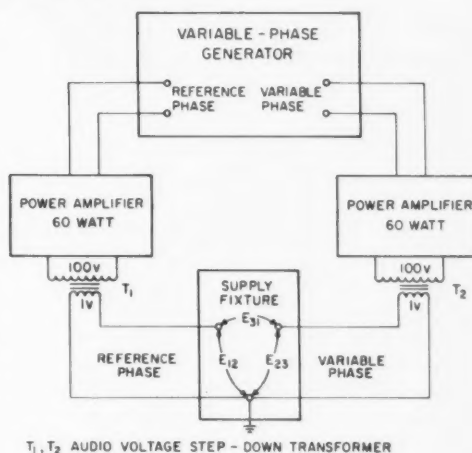 VARIABLE - PHASE
GENERATOR
REFERENCE
PHASE
VARIABLE
PHASE
POWER AMPLIFIER
60 WATT
POWER AMPLIFIER
60 WATT
100V
T1
1V
100V
T2
1V
SUPPLY
FIXTURE
E31
E12
E23
REFERENCE
PHASE
VARIABLE
PHASE
T1, T2 AUDIO VOLTAGE STEP - DOWN TRANSFORMER